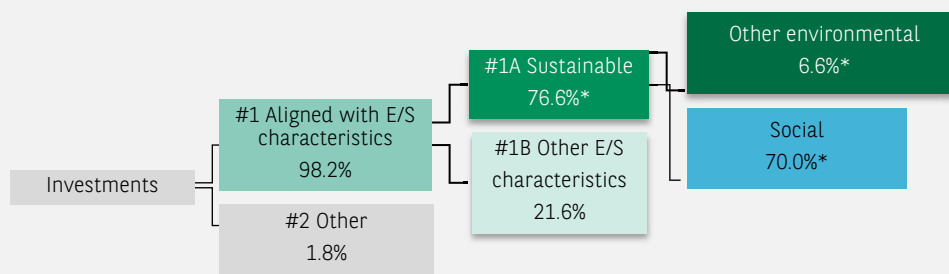 Investments
#1 Aligned with E/S
characteristics
98.2%
#2 Other
1.8%
#1A Sustainable
76.6%*
#1B Other E/S
characteristics
21.6%
Other environmental
6.6%*
Social
70.0%*